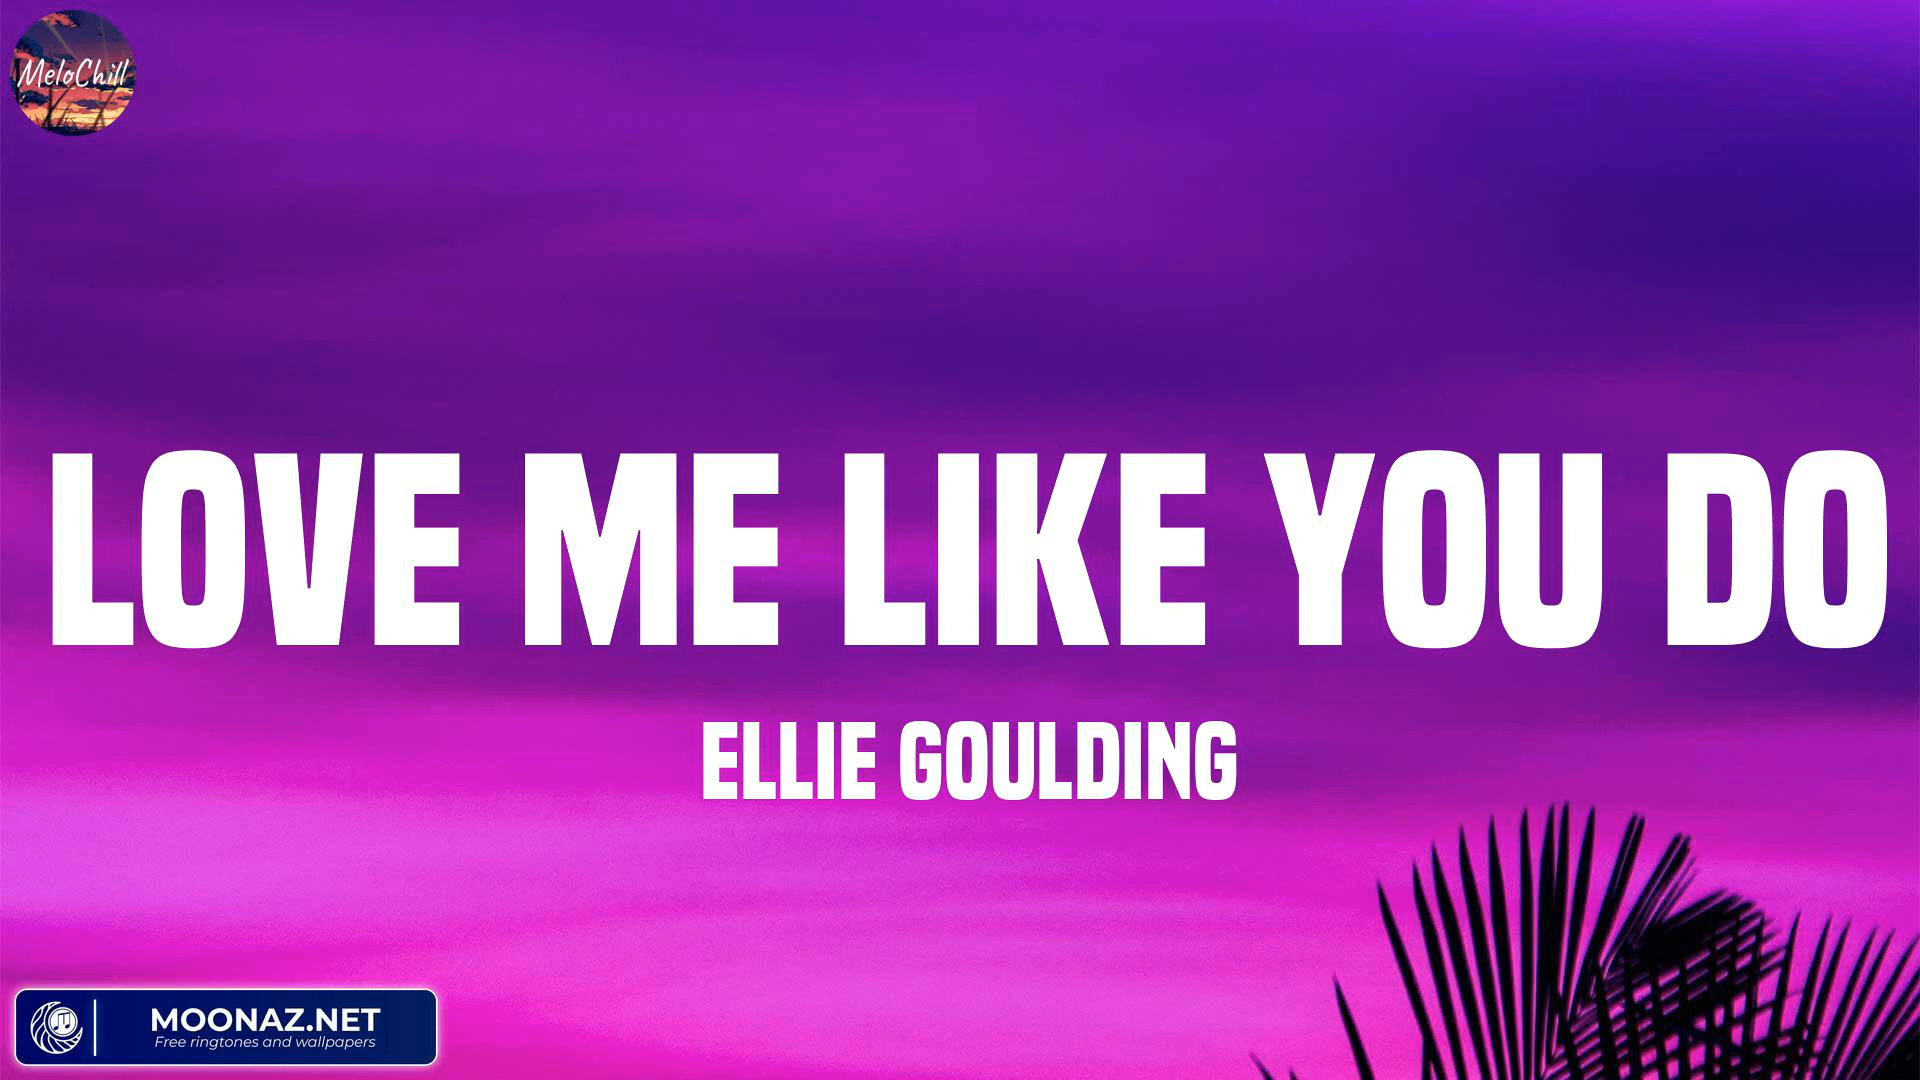 MeloChill
LOVE ME LIKE YOU DO
ELLIE GOULDING
MOONAZ.NET
Free ringtones and wallpapers